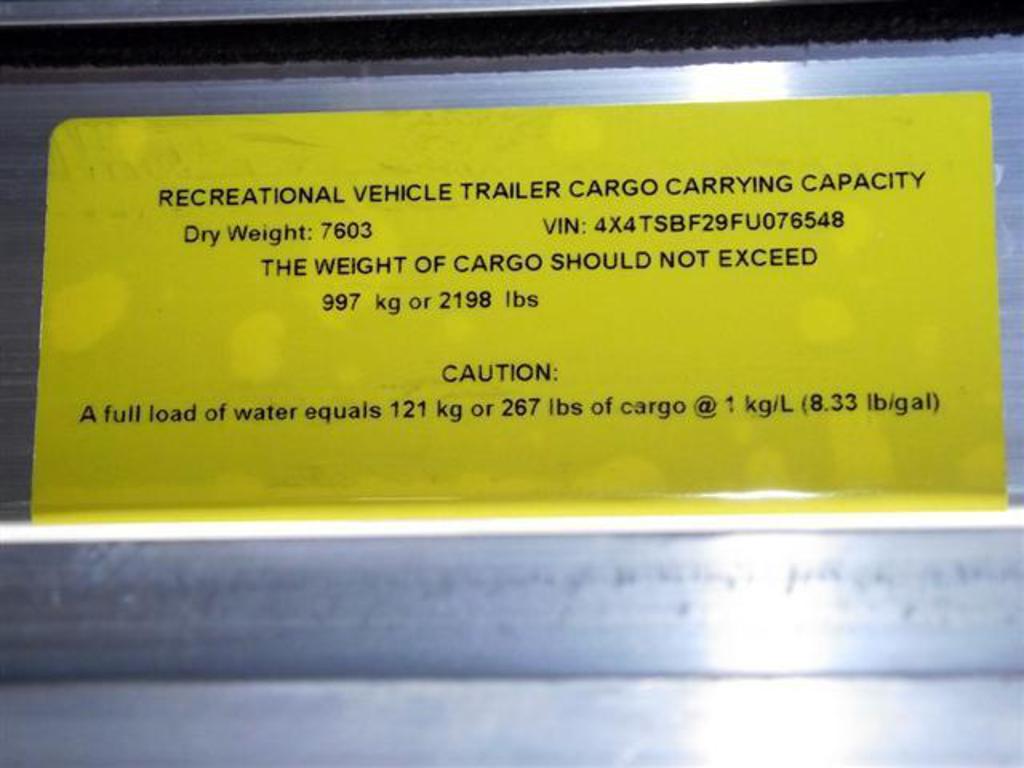 RECREATIONAL VEHICLE TRAILER CARGO CARRYING CAPACITY
Dry Weight: 7603 VIN: 4X4TSBF29FU076548
THE WEIGHT OF CARGO SHOULD NOT EXCEED
997 kg or 2198 lbs
CAUTION:
A full load of water equals 121 kg or 267 lbs of cargo @ 1 kg/L (8.33 lb/gal)